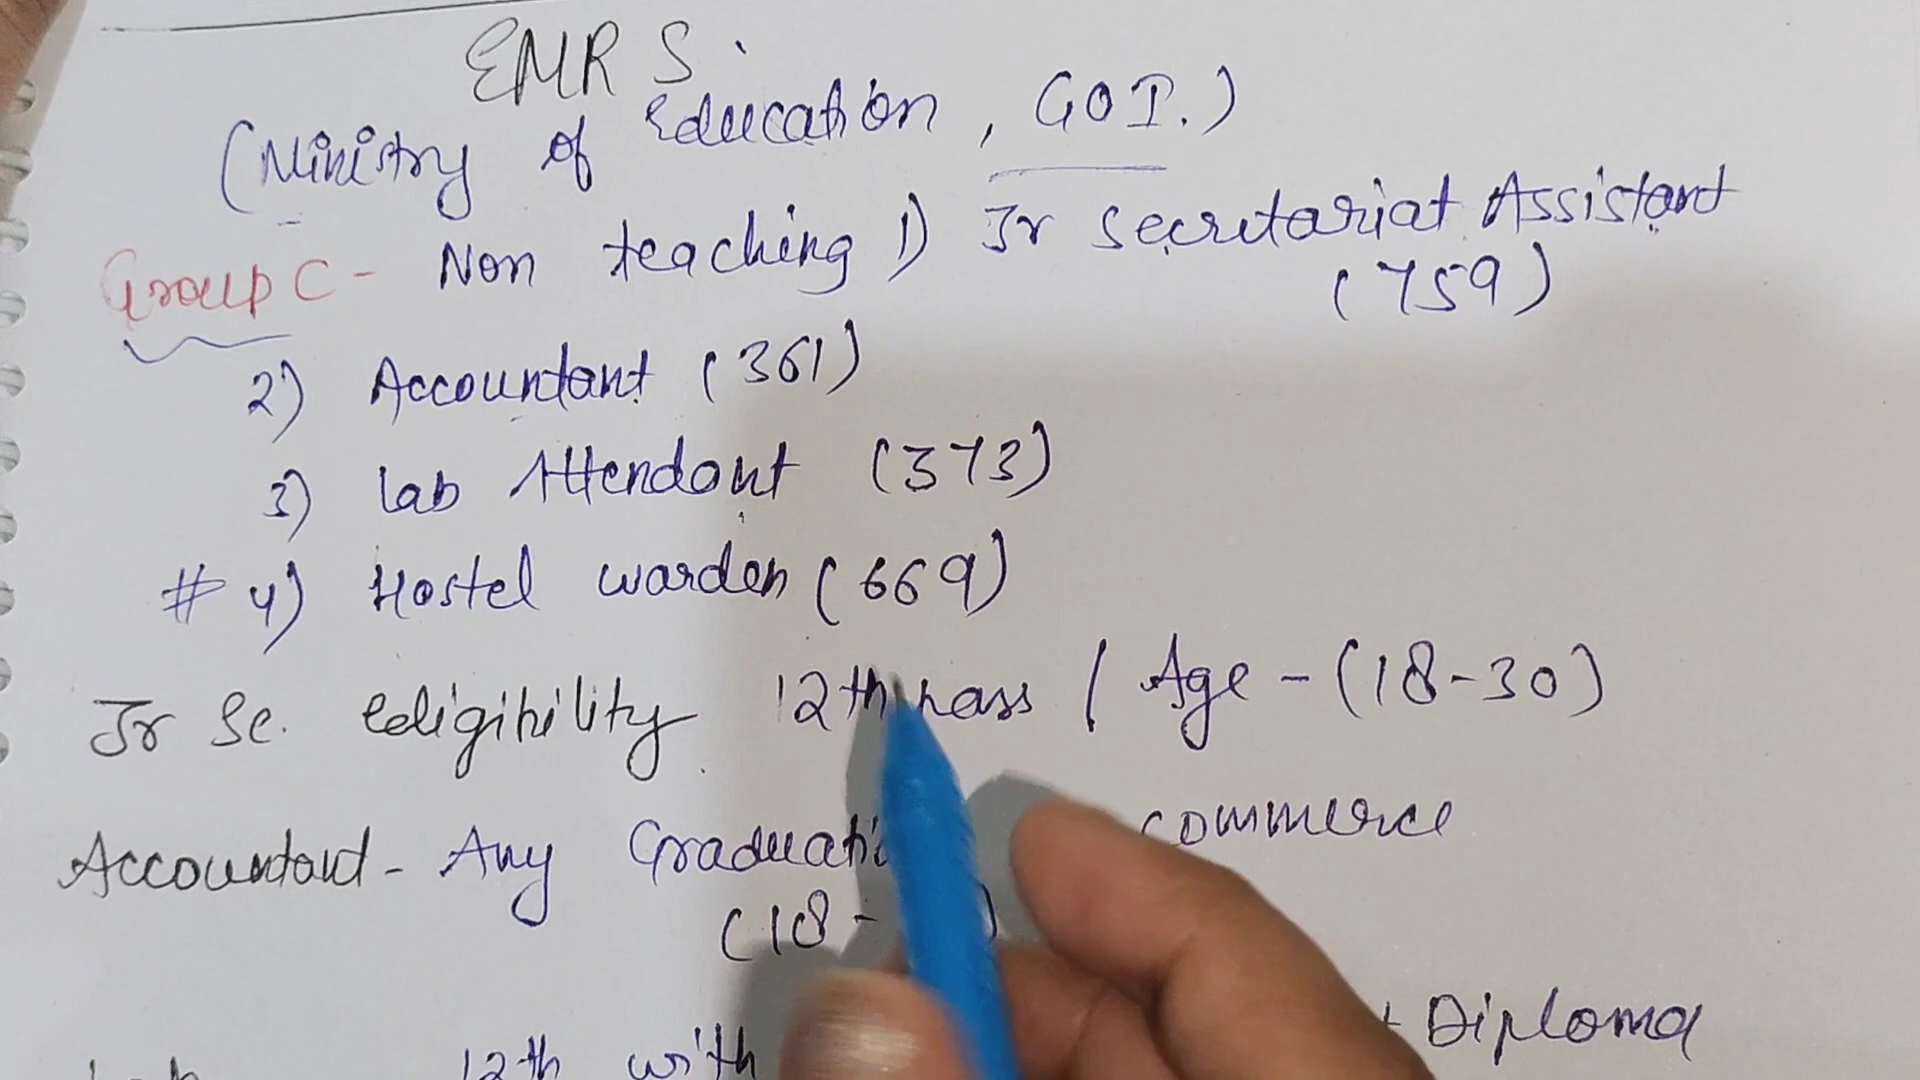 EMRS
(Ministry of Education, GOI.)
Group C - Non teaching 1) Jr Secretariat Assistant
(759)
2) Accountant (361)
3) Lab Attendant (373)
# 4) Hostel warden (669)
Jr Se. eligibility 12th pass / Age - (18-30)
Accountant - Any Graduati commerce
(18 - )
12th with + Diploma